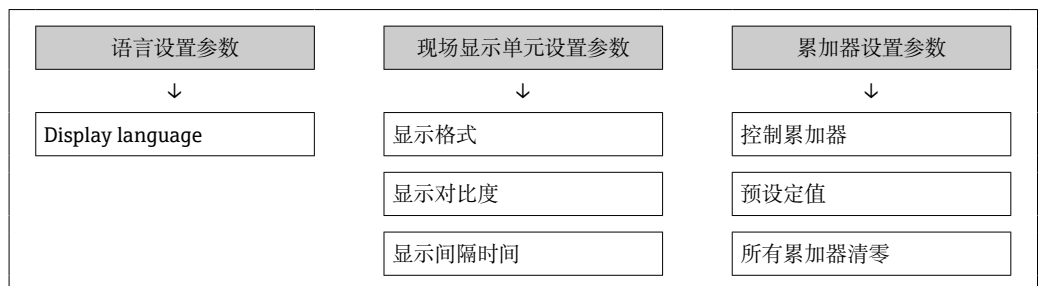 语言设置参数
现场显示单元设置参数
累加器设置参数
↓
↓
↓
Display language
显示格式
控制累加器
显示对比度
预设定值
显示间隔时间
所有累加器清零